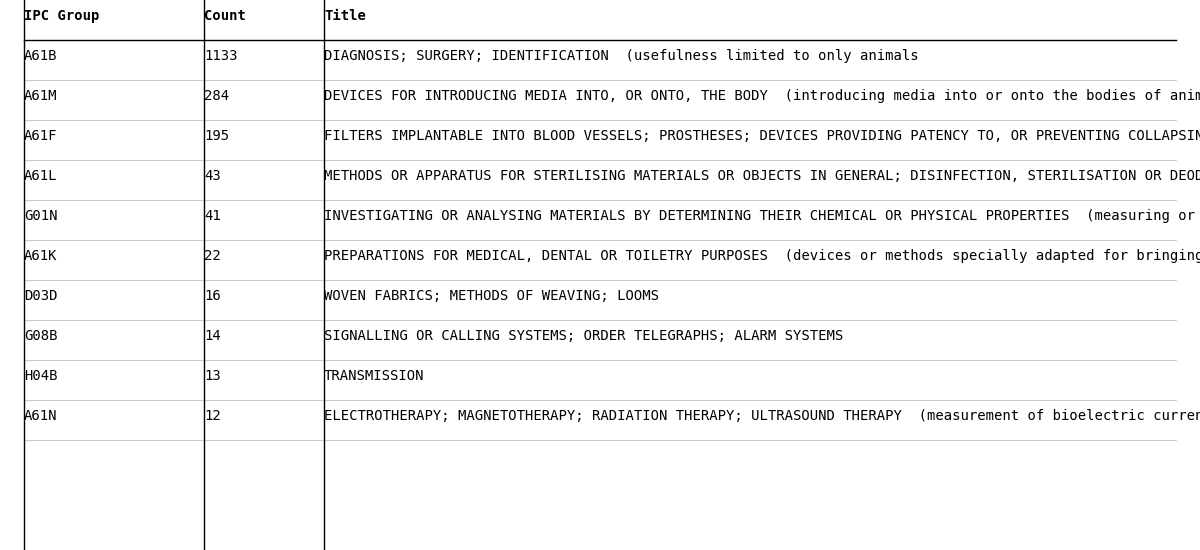 IPC Group Count Title
A61B 1133 DIAGNOSIS; SURGERY; IDENTIFICATION (usefulness limited to only animals
A61M 284 DEVICES FOR INTRODUCING MEDIA INTO, OR ONTO, THE BODY (introducing media into or onto the bodies of
A61F 195 FILTERS IMPLANTABLE INTO BLOOD VESSELS; PROSTHESES; DEVICES PROVIDING PATENCY TO, OR PREVENTING
A61L 43 METHODS OR APPARATUS FOR STERILISING MATERIALS OR OBJECTS IN GENERAL; DISINFECTION, STERILISATION OR
G01N 41 INVESTIGATING OR ANALYSING MATERIALS BY DETERMINING THEIR CHEMICAL OR PHYSICAL PROPERTIES (measuring or
A61K 22 PREPARATIONS FOR MEDICAL, DENTAL OR TOILETRY PURPOSES (devices or methods specially adapted for bringing
D03D 16 WOVEN FABRICS; METHODS OF WEAVING; LOOMS
G08B 14 SIGNALLING OR CALLING SYSTEMS; ORDER TELEGRAPHS; ALARM SYSTEMS
H04B 13 TRANSMISSION
A61N 12 ELECTROTHERAPY; MAGNETOTHERAPY; RADIATION THERAPY; ULTRASOUND THERAPY (measurement of bioelectric